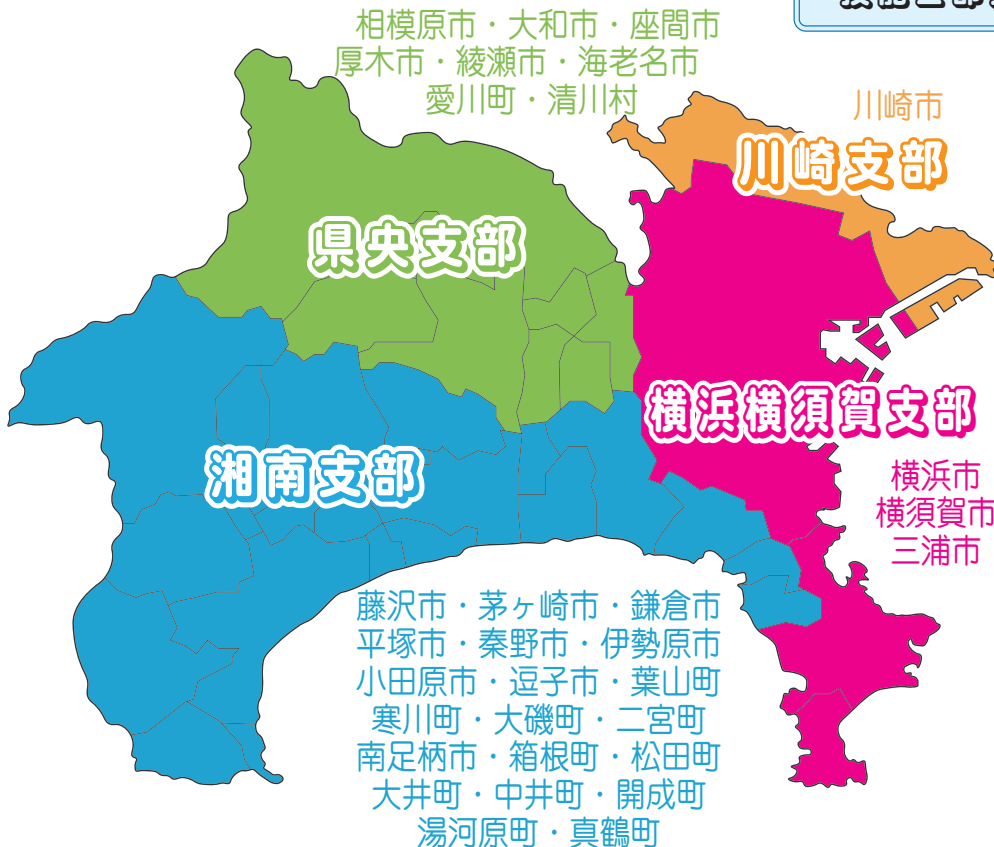 相模原市・大和市・座間市
厚木市・綾瀬市・海老名市
愛川町・清川村
川崎市
川崎支部
県央支部
横浜横須賀支部
湘南支部
横浜市
横須賀市
三浦市
藤沢市・茅ヶ崎市・鎌倉市
平塚市・秦野市・伊勢原市
小田原市・逗子市・葉山町
寒川町・大磯町・二宮町
南足柄市・箱根町・松田町
大井町・中井町・開成町
湯河原町・真鶴町